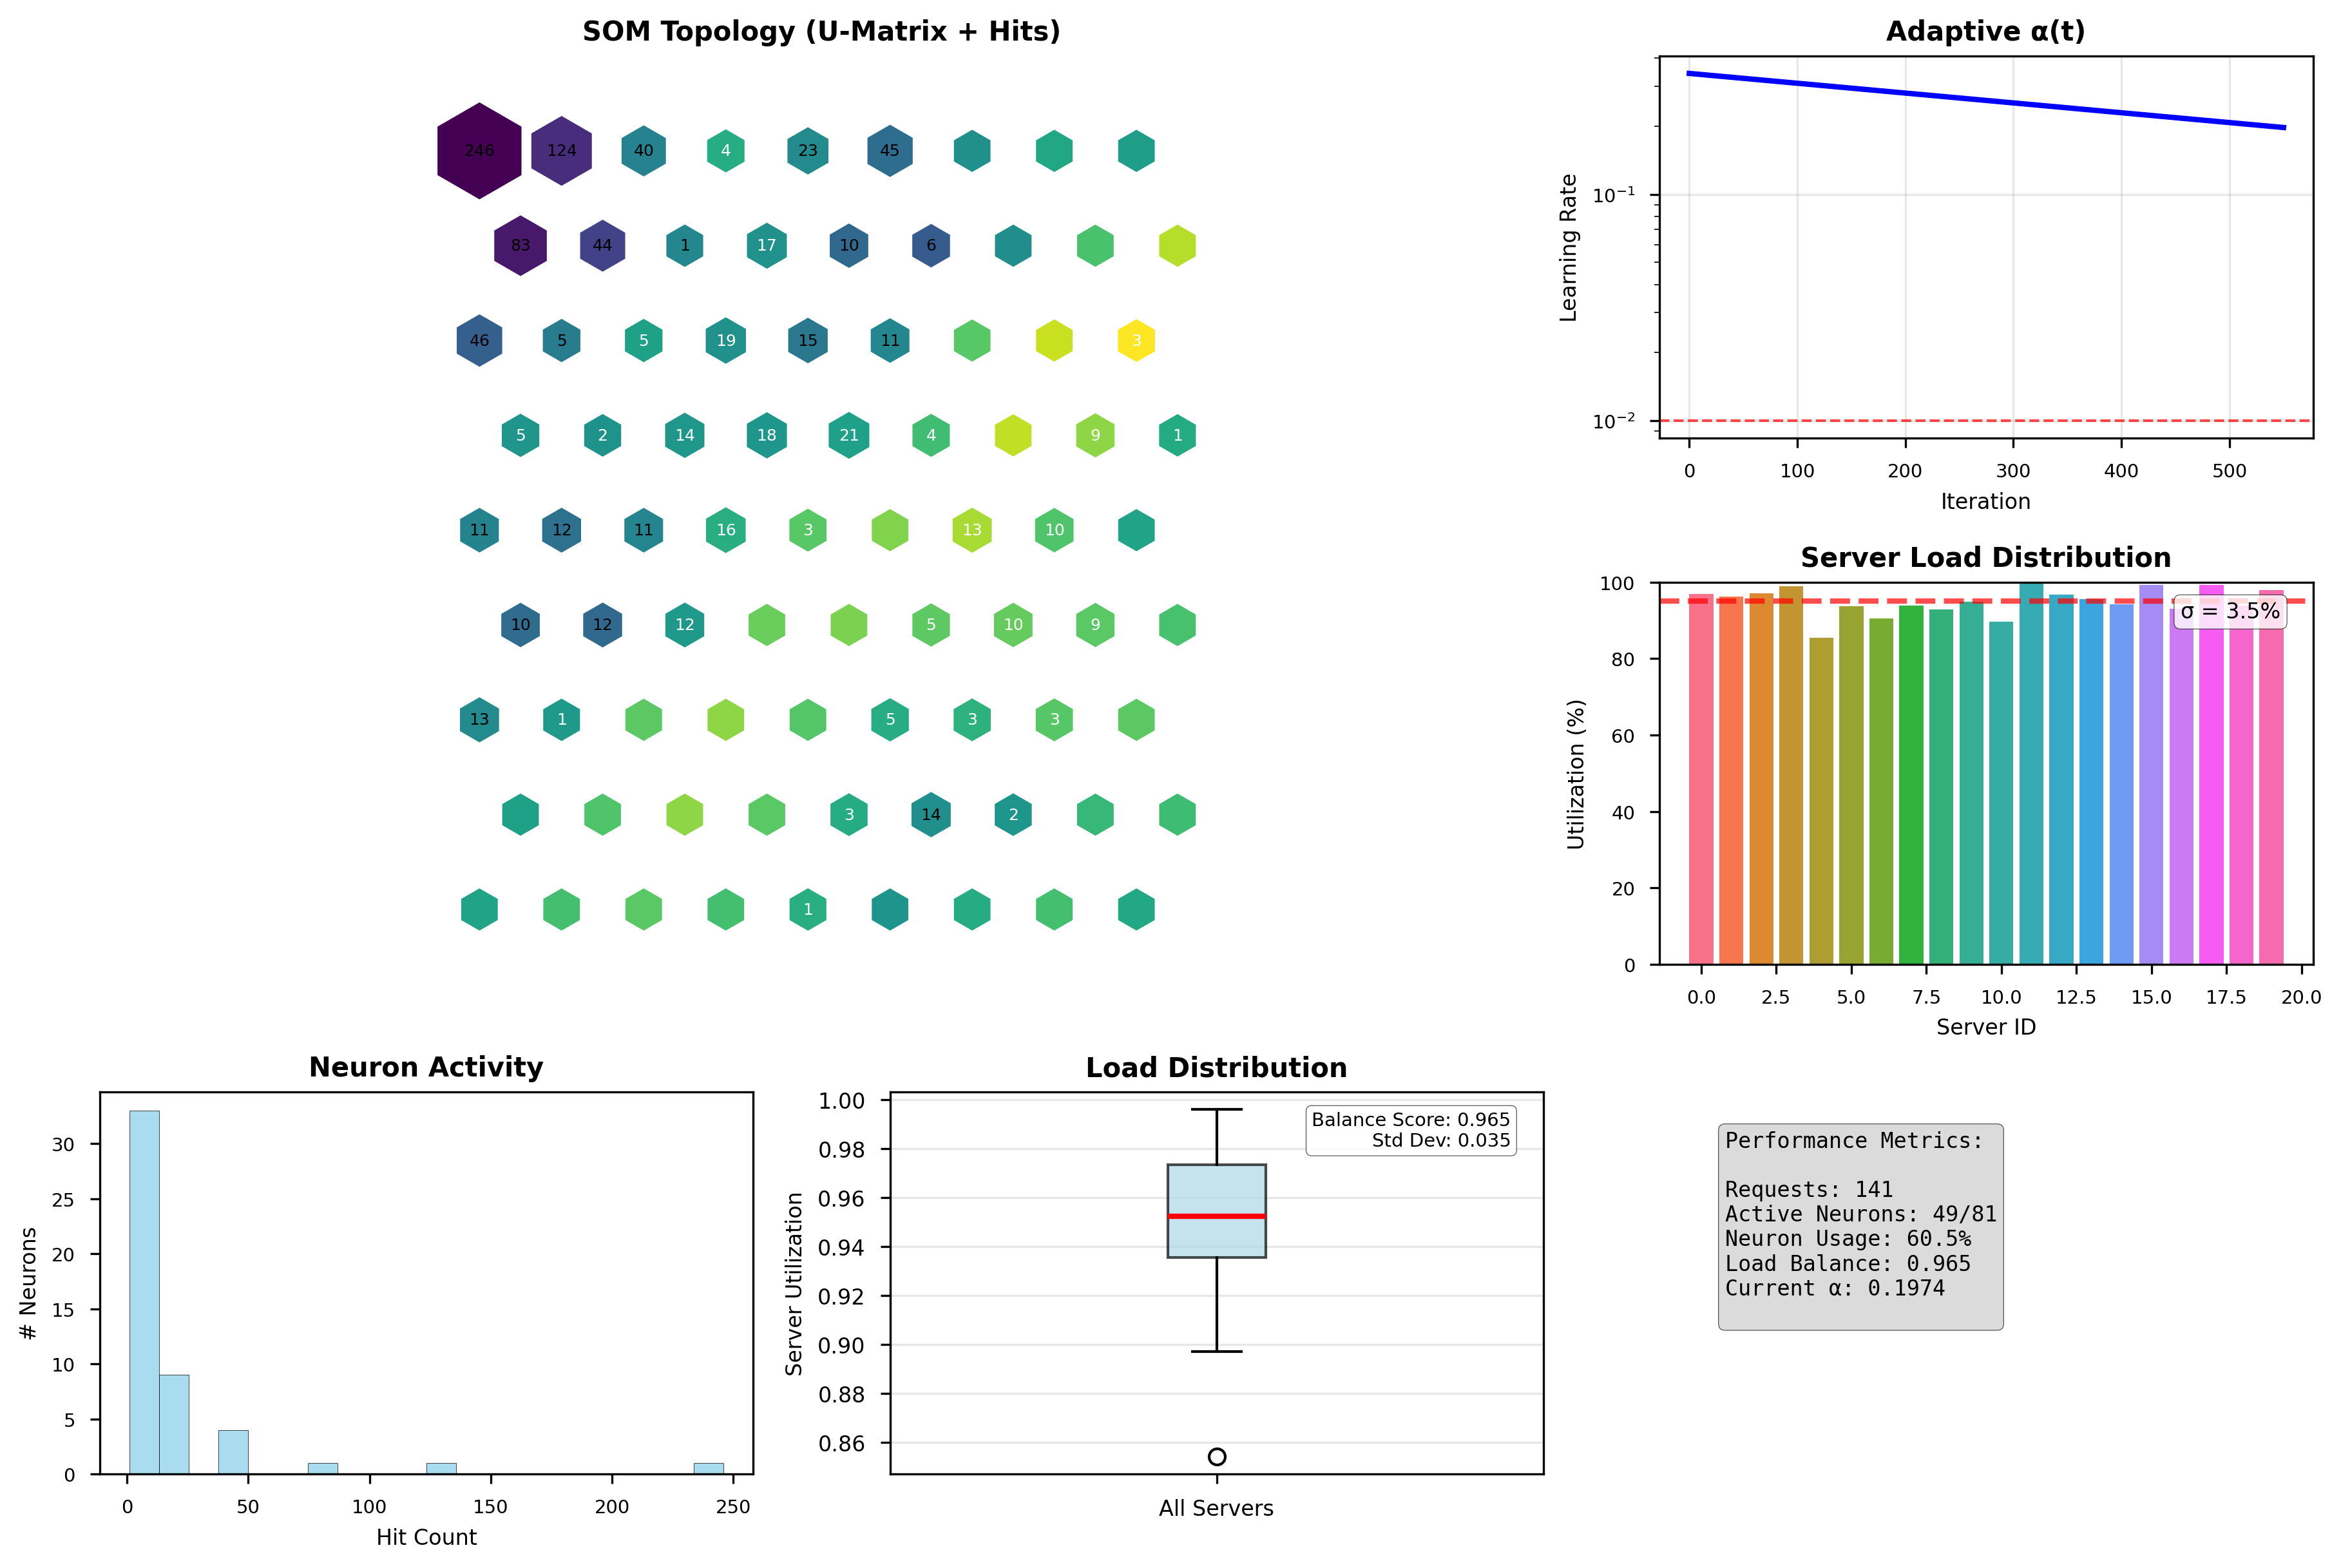 SOM Topology (U-Matrix + Hits)
246 124 40 4 23 45
83 44 1 17 10 6
46 5 5 19 15 11 3
5 2 14 18 21 4 9 1
11 12 11 16 3 13 10
10 12 12 5 10 9
13 1 5 3 3
3 14 2
1
Adaptive α(t)
Learning Rate
10⁻¹
10⁻²
0 100 200 300 400 500
Iteration
Server Load Distribution
Utilization (%)
100
80
60
40
20
0
σ = 3.5%
0.0 2.5 5.0 7.5 10.0 12.5 15.0 17.5 20.0
Server ID
Neuron Activity
# Neurons
30
25
20
15
10
5
0
0 50 100 150 200 250
Hit Count
Load Distribution
Server Utilization
1.00
0.98
0.96
0.94
0.92
0.90
0.88
0.86
Balance Score: 0.965
Std Dev: 0.035
All Servers
Performance Metrics:
Requests: 141
Active Neurons: 49/81
Neuron Usage: 60.5%
Load Balance: 0.965
Current α: 0.1974